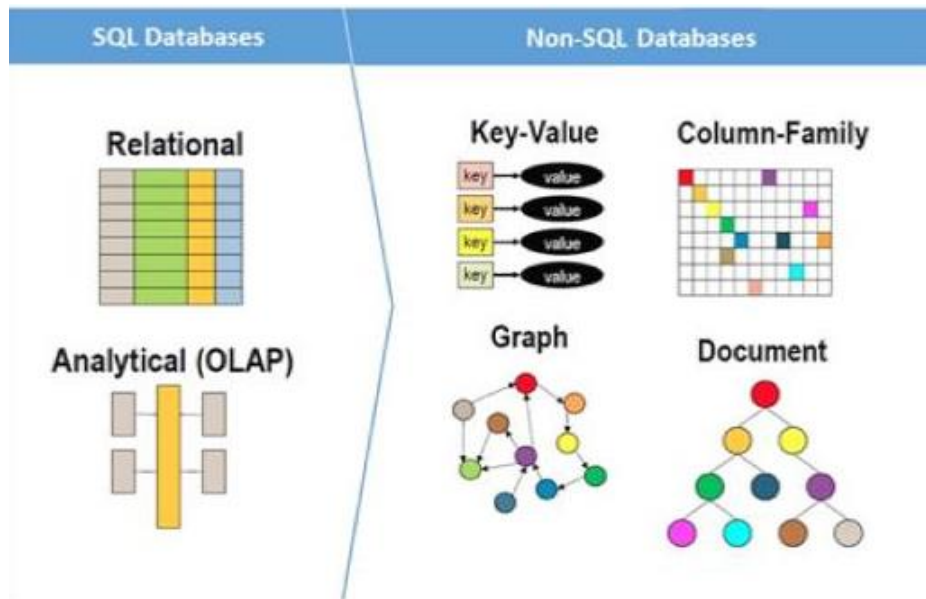 SQL Databases
Non-SQL Databases
Relational
Analytical (OLAP)
Key-Value
key value
key value
key value
key value
Column-Family
Graph
Document